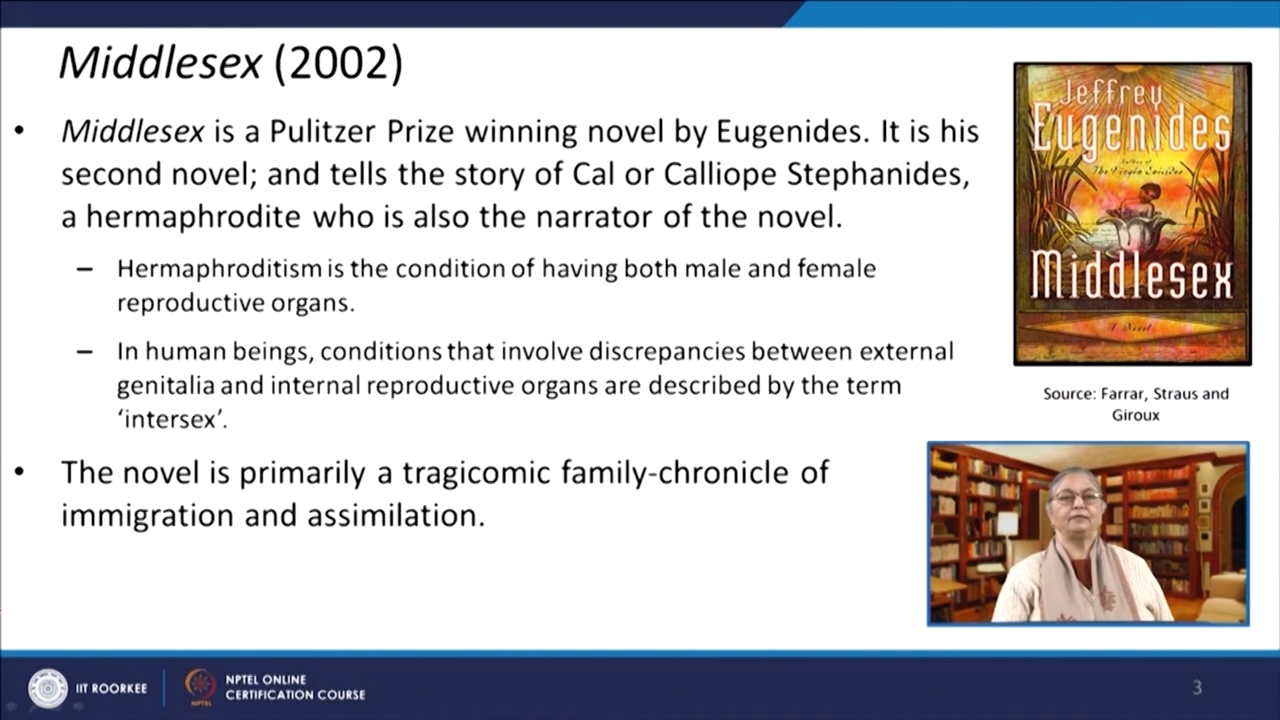 Middlesex (2002)
• Middlesex is a Pulitzer Prize winning novel by Eugenides. It is his
second novel; and tells the story of Cal or Calliope Stephanides,
a hermaphrodite who is also the narrator of the novel.
– Hermaphroditism is the condition of having both male and female
reproductive organs.
– In human beings, conditions that involve discrepancies between external
genitalia and internal reproductive organs are described by the term
‘intersex’.
• The novel is primarily a tragicomic family-chronicle of
immigration and assimilation.
Jeffrey
Eugenides
Author of
The Virgin Suicides
Middlesex
A Novel
Source: Farrar, Straus and
Giroux
IIT ROORKEE
NPTEL
NPTEL ONLINE
CERTIFICATION COURSE
3